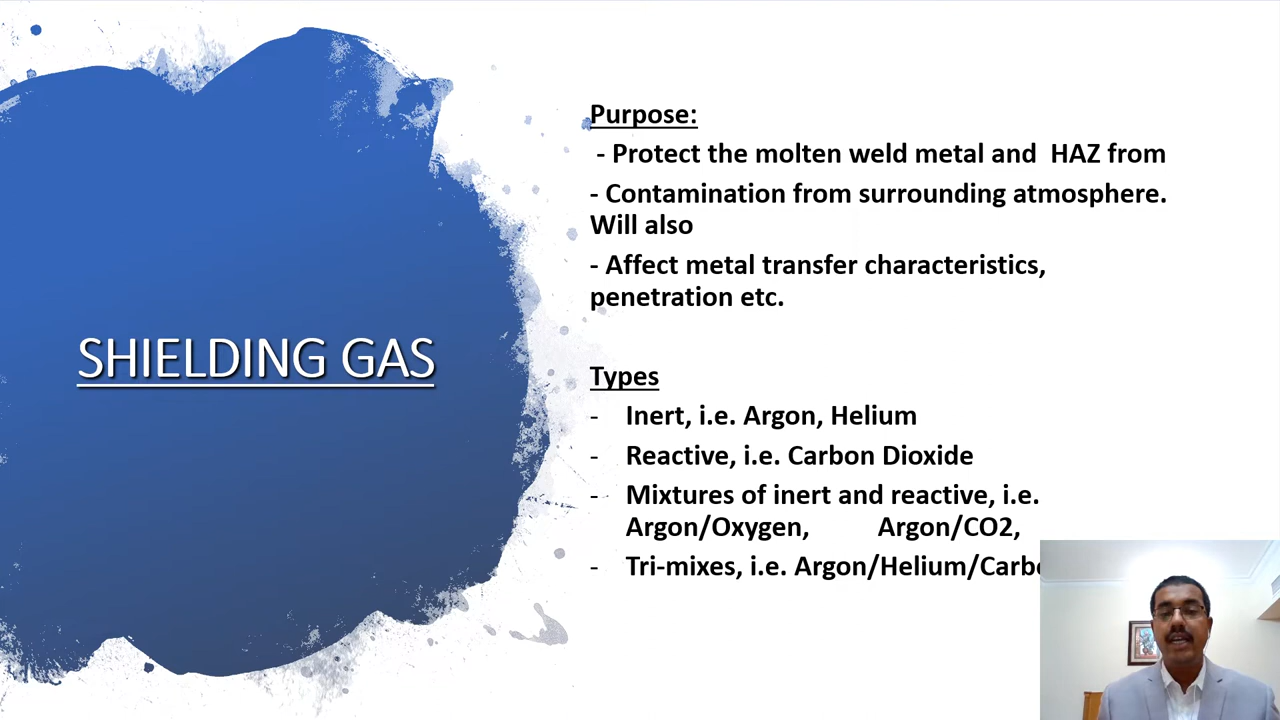 SHIELDING GAS
Purpose:
- Protect the molten weld metal and HAZ from
- Contamination from surrounding atmosphere.
Will also
- Affect metal transfer characteristics,
penetration etc.
Types
- Inert, i.e. Argon, Helium
- Reactive, i.e. Carbon Dioxide
- Mixtures of inert and reactive, i.e.
Argon/Oxygen, Argon/CO2,
- Tri-mixes, i.e. Argon/Helium/